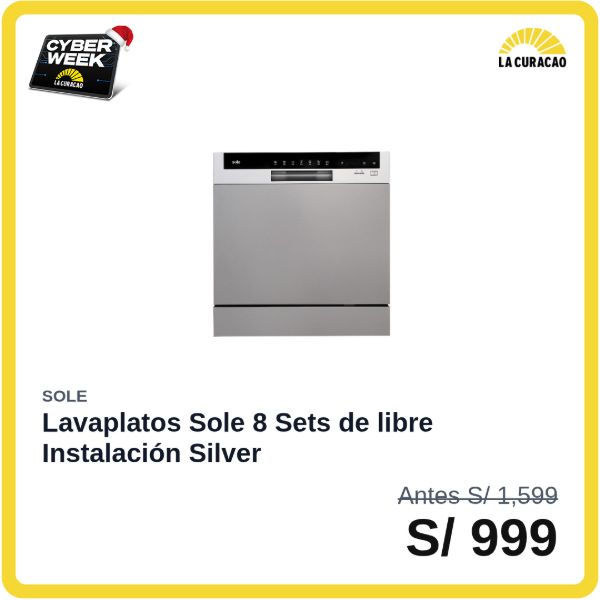 CYBER
WEEK
LA CURACAO
LA CURACAO
sole
SOLE
Lavaplatos Sole 8 Sets de libre
Instalación Silver
Antes S/ 1,599
S/ 999